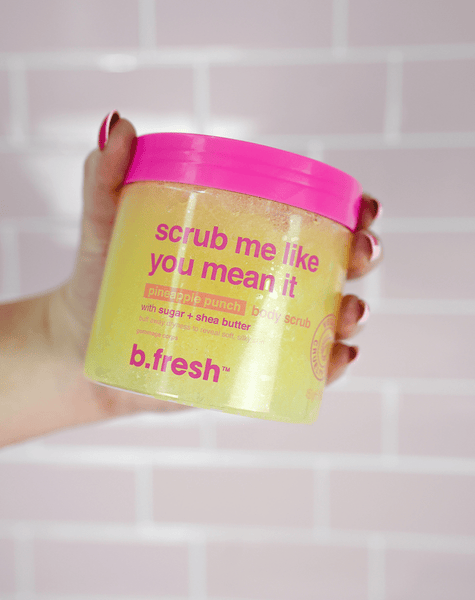 scrub me like
you mean it
pineapple punch body scrub
with sugar + shea butter
b.fresh™